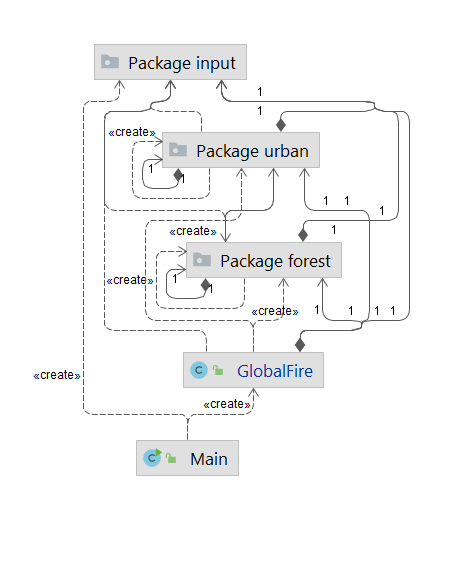 Package input
1
1
«create»
Package urban
1
1
1
1
«create»
1
Package forest
«create»
1
1
«create»
1
1
1
1
GlobalFire
«create»
«create»
Main